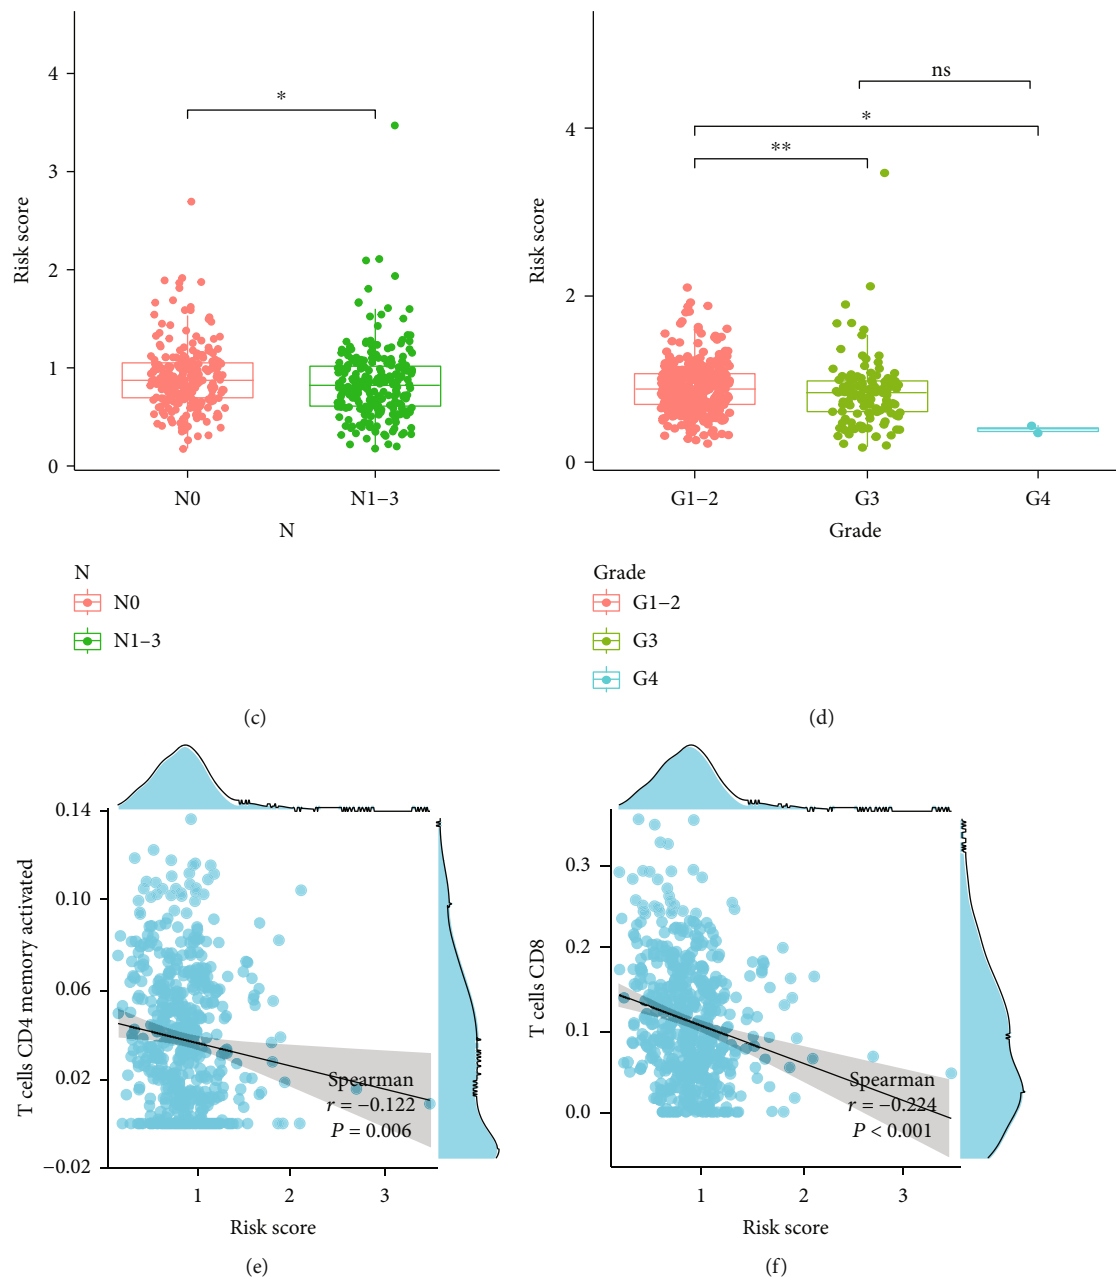 4
3
2
1
0
Risk score
*
N0
N1–3
N
N
N0
N1–3
(c)
4
2
0
Risk score
ns
*
**
G1–2
G3
G4
Grade
Grade
G1–2
G3
G4
(d)
0.14
0.10
0.06
0.02
−0.02
T cells CD4 memory activated
Spearman
r = −0.122
P = 0.006
1
2
3
Risk score
(e)
0.3
0.2
0.1
0.0
T cells CD8
Spearman
r = −0.224
P < 0.001
1
2
3
Risk score
(f)